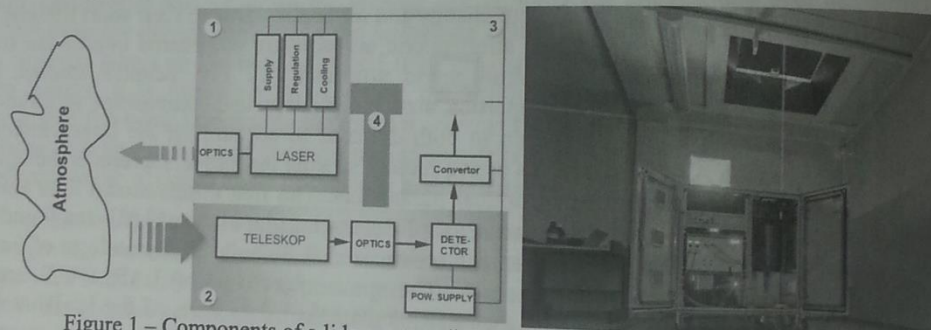 1
3
Supply
Regulation
Cooling
4
Atmosphere
OPTICS
LASER
Convertor
TELESKOP
OPTICS
DETE-
CTOR
2
POW. SUPPLY
Figure 1 – Components of a lidar